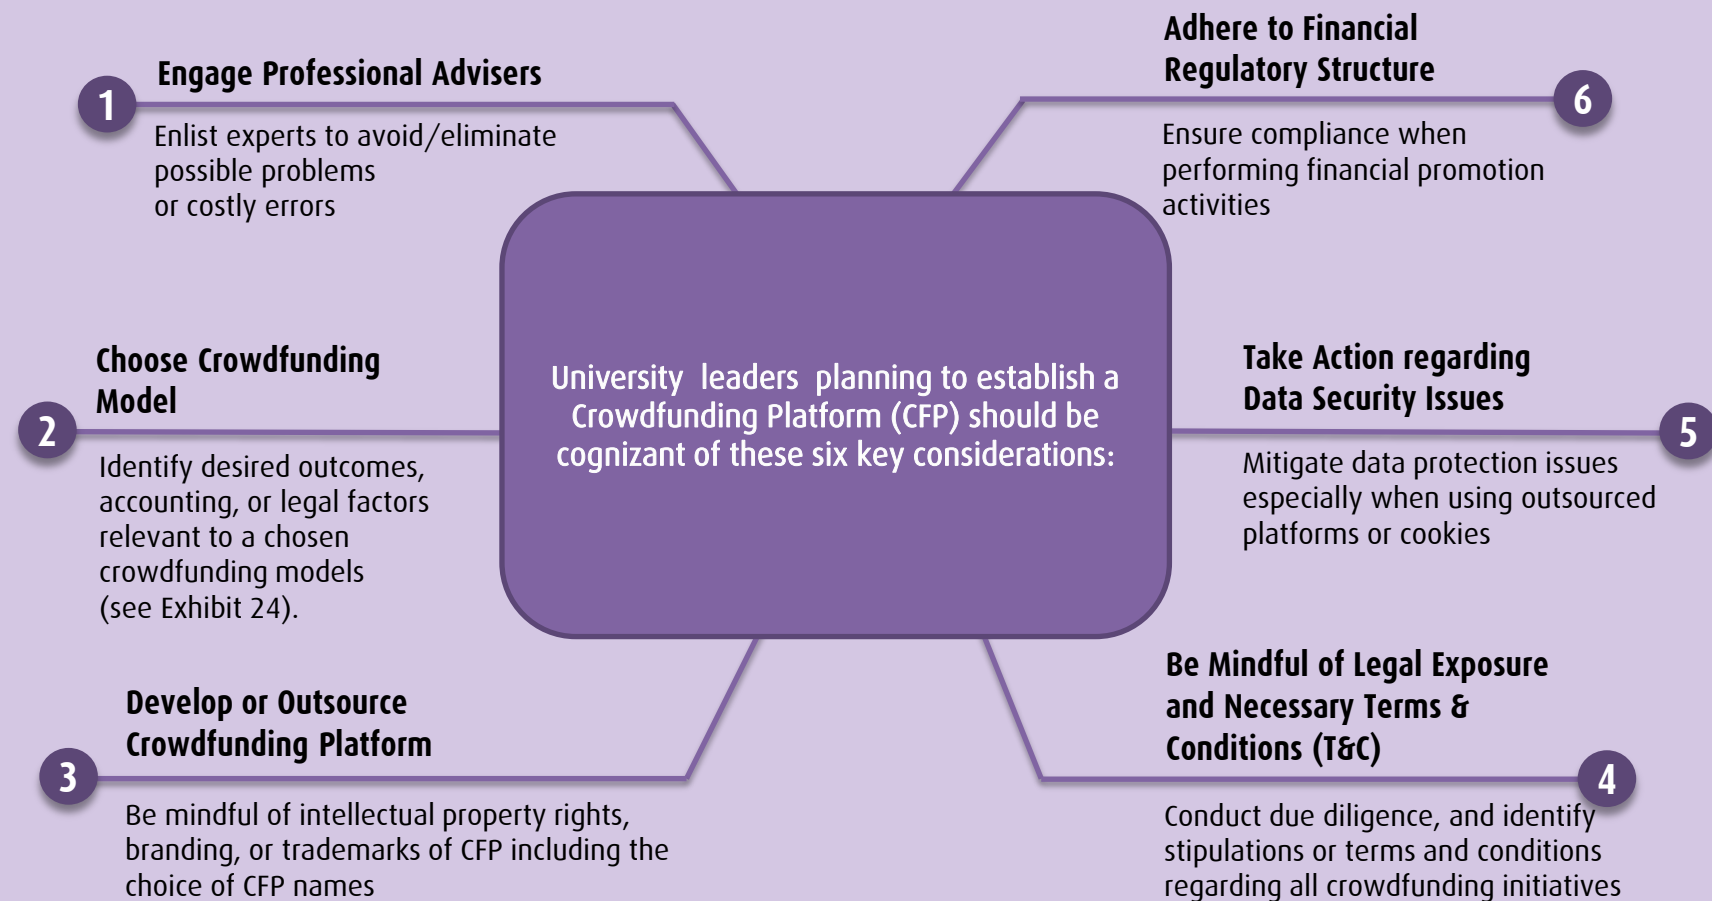 1
Engage Professional Advisers
Enlist experts to avoid/eliminate
possible problems
or costly errors
2
Choose Crowdfunding
Model
Identify desired outcomes,
accounting, or legal factors
relevant to a chosen
crowdfunding models
(see Exhibit 24).
3
Develop or Outsource
Crowdfunding Platform
Be mindful of intellectual property rights,
branding, or trademarks of CFP including the
choice of CFP names
University leaders planning to establish a
Crowdfunding Platform (CFP) should be
cognizant of these six key considerations:
Adhere to Financial
Regulatory Structure
6
Ensure compliance when
performing financial promotion
activities
Take Action regarding
Data Security Issues
5
Mitigate data protection issues
especially when using outsourced
platforms or cookies
Be Mindful of Legal Exposure
and Necessary Terms &
Conditions (T&C)
4
Conduct due diligence, and identify
stipulations or terms and conditions
regarding all crowdfunding initiatives